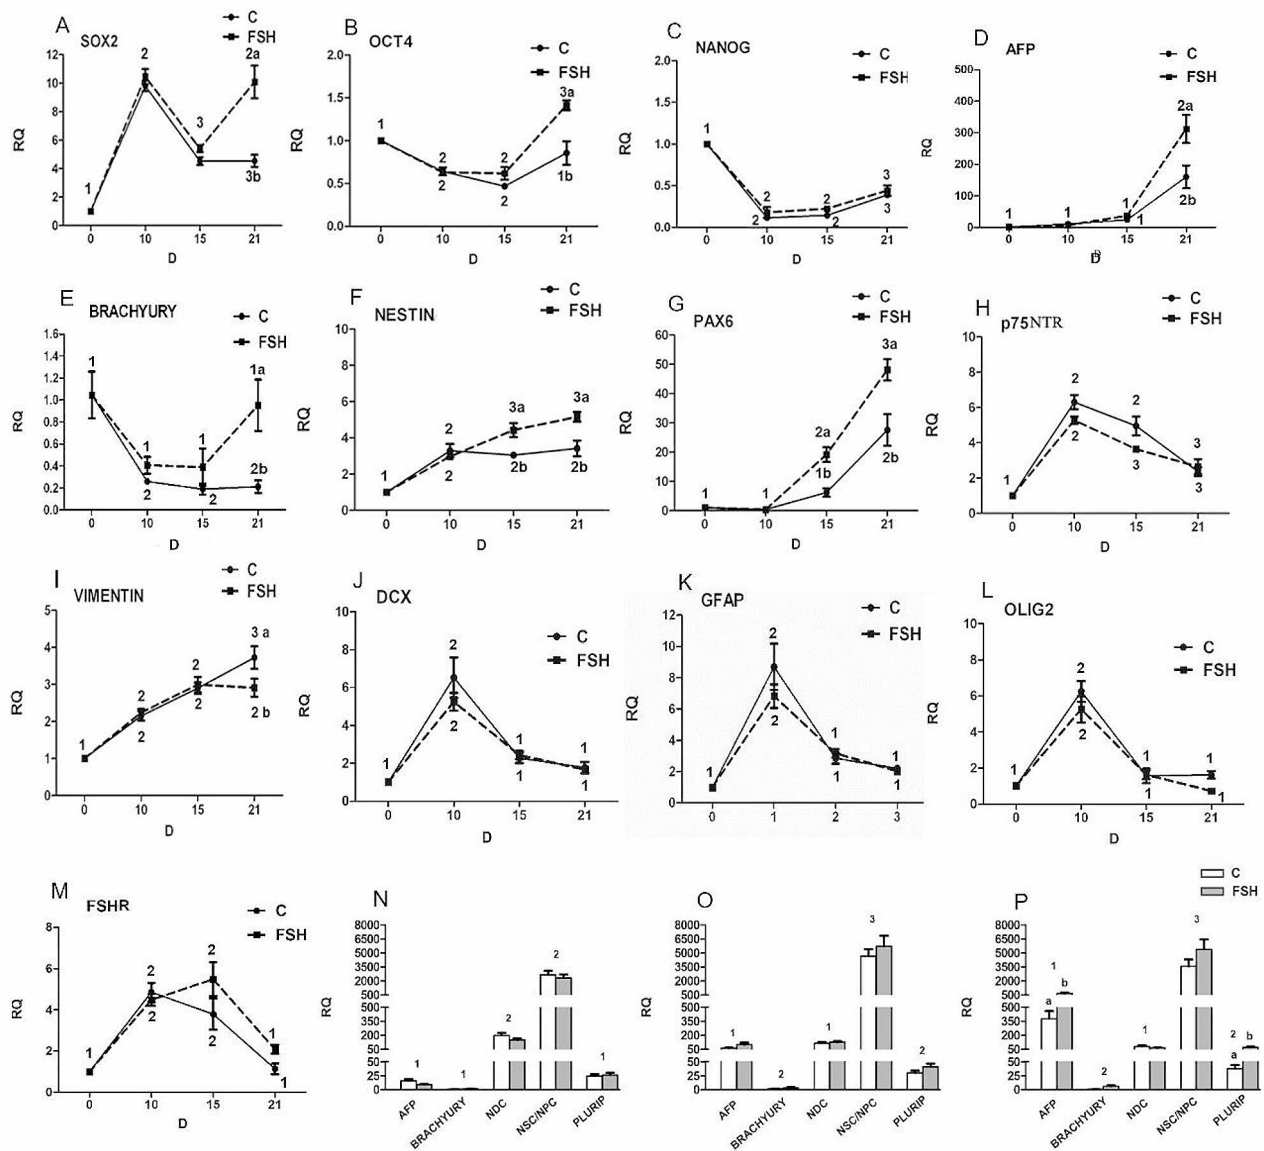 A
SOX2
C
FSH
RQ
12
10
8
6
4
2
0
1
2
3
2a
3b
0 10 15 21
D
B
OCT4
C
FSH
RQ
2.0
1.5
1.0
0.5
0.0
1
2
2
3a
2
2
1b
0 10 15 21
D
C
NANOG
C
FSH
RQ
2.0
1.5
1.0
0.5
0.0
1
2
2
3
2
2
3
0 10 15 21
D
D
AFP
C
FSH
RQ
500
400
300
200
100
0
1
1
1
2a
1
2b
0 10 15 21
D
E
BRACHYURY
C
FSH
RQ
1.6
1.4
1.2
1.0
0.8
0.6
0.4
0.2
0.0
1
1
1
1a
2
2
2b
0 10 15 21
D
F
NESTIN
C
FSH
RQ
10
8
6
4
2
0
1
2
3a
3a
2
2b
2b
0 10 15 21
D
G
PAX6
C
FSH
RQ
60
50
40
30
20
10
0
1
1
2a
3a
1b
2b
0 10 15 21
D
H
p75NTR
C
FSH
RQ
10
8
6
4
2
0
1
2
2
3
2
3
3
0 10 15 21
D
I
VIMENTIN
C
FSH
RQ
5
4
3
2
1
0
1
2
2
3 a
2
2
2 b
0 10 15 21
D
J
DCX
C
FSH
RQ
10
8
6
4
2
0
1
2
1
1
2
1
1
0 10 15 21
D
K
GFAP
C
FSH
RQ
12
10
8
6
4
2
0
1
2
1
1
2
1
1
0 1 2 3
L
OLIG2
C
FSH
RQ
10
8
6
4
2
0
1
2
1
1
2
1
1
0 10 15 21
D
M
FSHR
C
FSH
RQ
8
6
4
2
0
1
2
2
1
2
2
1
0 10 15 21
D
N
RQ
8000
6500
5000
3500
2000
500
500
350
200
50
50
25
0
1
1
2
2
1
AFP
BRACHYURY
NDC
NSC/NPC
PLURIP
O
RQ
8000
6500
5000
3500
2000
500
500
350
200
50
50
25
0
1
2
1
3
2
AFP
BRACHYURY
NDC
NSC/NPC
PLURIP
P
C
FSH
RQ
8000
6500
5000
3500
2000
500
500
350
200
50
50
25
0
1
a
b
2
1
3
2
a
b
AFP
BRACHYURY
NDC
NSC/NPC
PLURIP